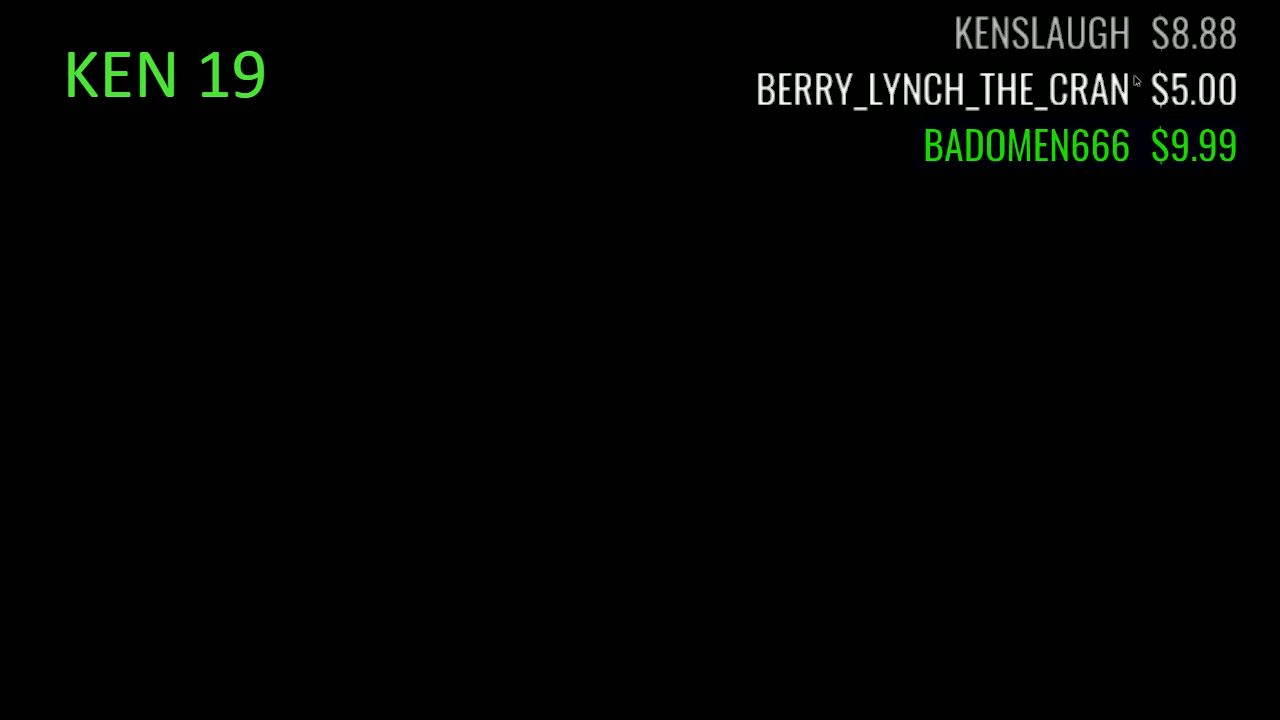 KEN 19
KENSLAUGH $8.88
BERRY_LYNCH_THE_CRAN $5.00
BADOMEN666 $9.99